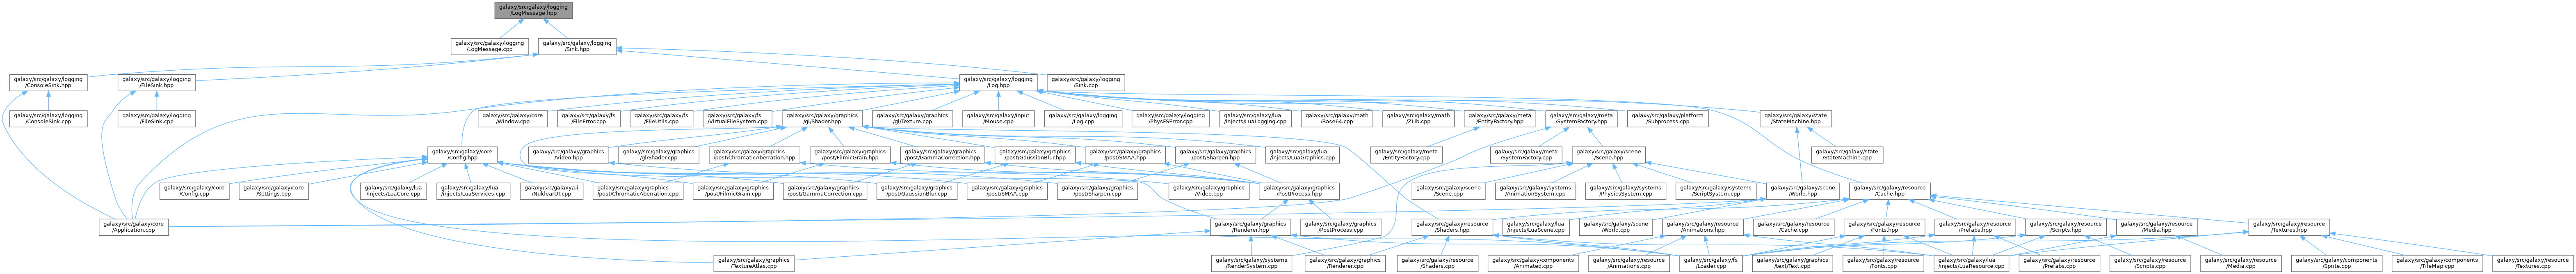 galaxy/src/galaxy/logging
/LogMessage.hpp
galaxy/src/galaxy/logging
/LogMessage.cpp
galaxy/src/galaxy/logging
/Sink.hpp
galaxy/src/galaxy/logging
/ConsoleSink.hpp
galaxy/src/galaxy/logging
/FileSink.hpp
galaxy/src/galaxy/logging
/Log.hpp
galaxy/src/galaxy/logging
/Sink.cpp
galaxy/src/galaxy/logging
/ConsoleSink.cpp
galaxy/src/galaxy/logging
/FileSink.cpp
galaxy/src/galaxy/core
/Window.cpp
galaxy/src/galaxy/fs
/FileError.cpp
galaxy/src/galaxy/fs
/FileUtils.cpp
galaxy/src/galaxy/fs
/VirtualFileSystem.cpp
galaxy/src/galaxy/graphics
/gl/Shader.hpp
galaxy/src/galaxy/graphics
/gl/Texture.cpp
galaxy/src/galaxy/input
/Mouse.cpp
galaxy/src/galaxy/logging
/Log.cpp
galaxy/src/galaxy/logging
/PhysFSError.cpp
galaxy/src/galaxy/lua
/injects/LuaLogging.cpp
galaxy/src/galaxy/math
/Base64.cpp
galaxy/src/galaxy/math
/ZLib.cpp
galaxy/src/galaxy/meta
/EntityFactory.hpp
galaxy/src/galaxy/meta
/SystemFactory.hpp
galaxy/src/galaxy/platform
/Subprocess.cpp
galaxy/src/galaxy/state
/StateMachine.hpp
galaxy/src/galaxy/core
/Config.hpp
galaxy/src/galaxy/graphics
/Video.hpp
galaxy/src/galaxy/graphics
/gl/Shader.cpp
galaxy/src/galaxy/graphics
/post/ChromaticAberration.hpp
galaxy/src/galaxy/graphics
/post/FilmicGrain.hpp
galaxy/src/galaxy/graphics
/post/GammaCorrection.hpp
galaxy/src/galaxy/graphics
/post/GaussianBlur.hpp
galaxy/src/galaxy/graphics
/post/SMAA.hpp
galaxy/src/galaxy/graphics
/post/Sharpen.hpp
galaxy/src/galaxy/lua
/injects/LuaGraphics.cpp
galaxy/src/galaxy/meta
/EntityFactory.cpp
galaxy/src/galaxy/meta
/SystemFactory.cpp
galaxy/src/galaxy/scene
/Scene.hpp
galaxy/src/galaxy/state
/StateMachine.cpp
galaxy/src/galaxy/core
/Config.cpp
galaxy/src/galaxy/core
/Settings.cpp
galaxy/src/galaxy/lua
/injects/LuaCore.cpp
galaxy/src/galaxy/lua
/injects/LuaServices.cpp
galaxy/src/galaxy/ui
/NuklearUI.cpp
galaxy/src/galaxy/graphics
/post/ChromaticAberration.cpp
galaxy/src/galaxy/graphics
/post/FilmicGrain.cpp
galaxy/src/galaxy/graphics
/post/GammaCorrection.cpp
galaxy/src/galaxy/graphics
/post/GaussianBlur.cpp
galaxy/src/galaxy/graphics
/post/SMAA.cpp
galaxy/src/galaxy/graphics
/post/Sharpen.cpp
galaxy/src/galaxy/graphics
/Video.cpp
galaxy/src/galaxy/graphics
/PostProcess.hpp
galaxy/src/galaxy/scene
/Scene.cpp
galaxy/src/galaxy/systems
/AnimationSystem.cpp
galaxy/src/galaxy/systems
/PhysicsSystem.cpp
galaxy/src/galaxy/systems
/ScriptSystem.cpp
galaxy/src/galaxy/scene
/World.hpp
galaxy/src/galaxy/resource
/Cache.hpp
galaxy/src/galaxy/core
/Application.cpp
galaxy/src/galaxy/graphics
/Renderer.hpp
galaxy/src/galaxy/graphics
/PostProcess.cpp
galaxy/src/galaxy/resource
/Shaders.hpp
galaxy/src/galaxy/lua
/injects/LuaScene.cpp
galaxy/src/galaxy/scene
/World.cpp
galaxy/src/galaxy/resource
/Animations.hpp
galaxy/src/galaxy/resource
/Cache.cpp
galaxy/src/galaxy/resource
/Fonts.hpp
galaxy/src/galaxy/resource
/Prefabs.hpp
galaxy/src/galaxy/resource
/Scripts.hpp
galaxy/src/galaxy/resource
/Media.hpp
galaxy/src/galaxy/resource
/Textures.hpp
galaxy/src/galaxy/graphics
/TextureAtlas.cpp
galaxy/src/galaxy/systems
/RenderSystem.cpp
galaxy/src/galaxy/graphics
/Renderer.cpp
galaxy/src/galaxy/resource
/Shaders.cpp
galaxy/src/galaxy/components
/Animated.cpp
galaxy/src/galaxy/resource
/Animations.cpp
galaxy/src/galaxy/fs
/Loader.cpp
galaxy/src/galaxy/graphics
/text/Text.cpp
galaxy/src/galaxy/resource
/Fonts.cpp
galaxy/src/galaxy/lua
/injects/LuaResource.cpp
galaxy/src/galaxy/resource
/Prefabs.cpp
galaxy/src/galaxy/resource
/Scripts.cpp
galaxy/src/galaxy/resource
/Media.cpp
galaxy/src/galaxy/components
/Sprite.cpp
galaxy/src/galaxy/components
/TileMap.cpp
galaxy/src/galaxy/resource
/Textures.cpp